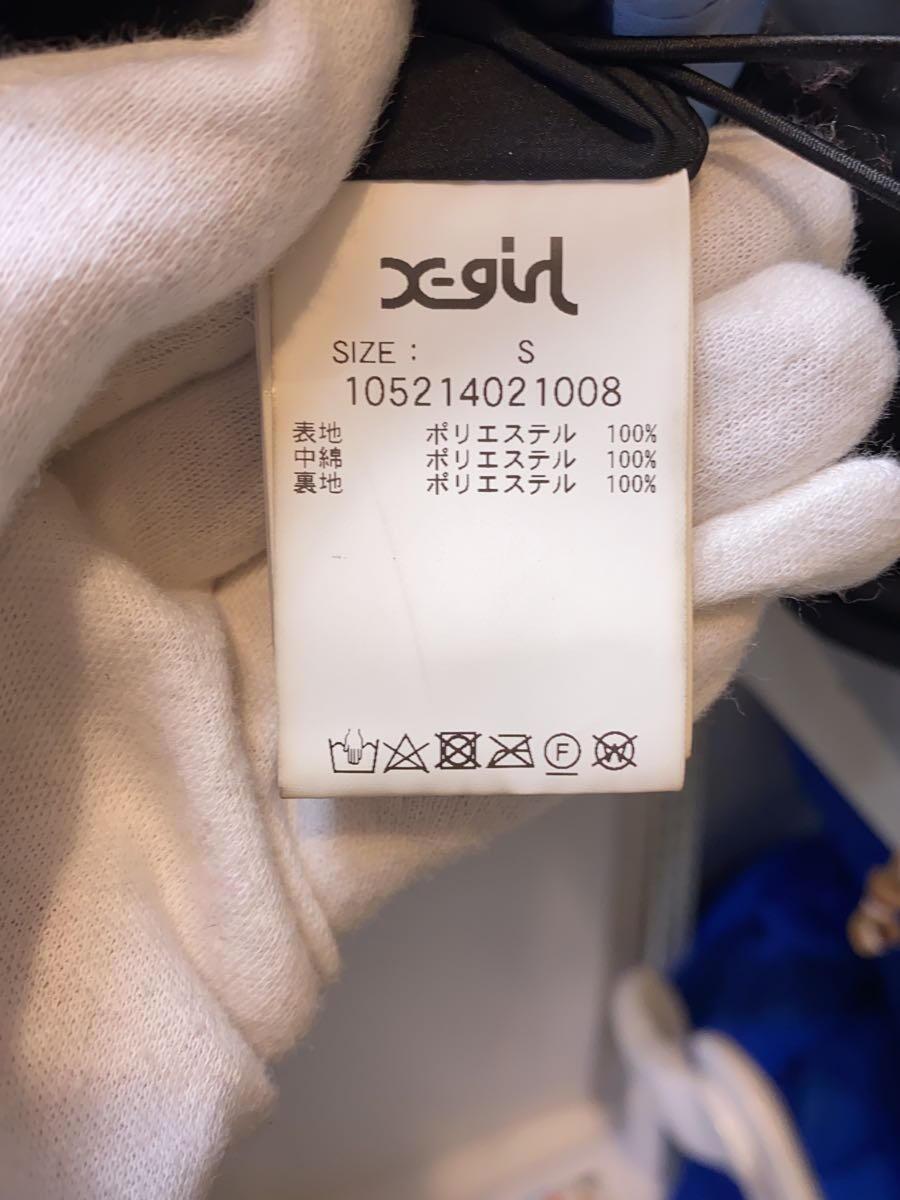 X-girl
SIZE : S
105214021008
表地 ポリエステル 100%
中綿 ポリエステル 100%
裏地 ポリエステル 100%
F
W